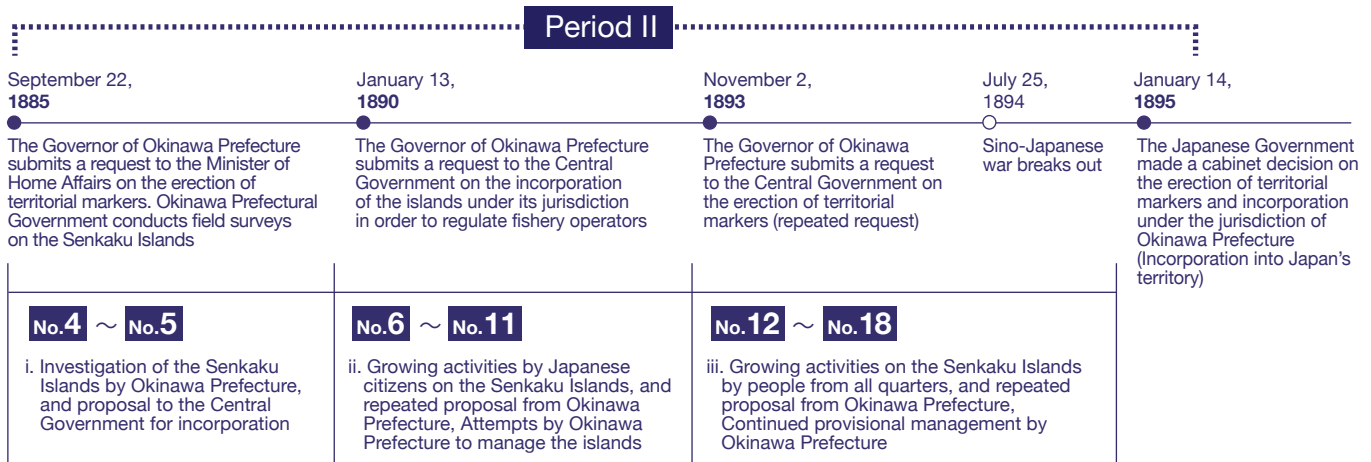 Period II
September 22,
1885
The Governor of Okinawa Prefecture
submits a request to the Minister of
Home Affairs on the erection of
territorial markers. Okinawa Prefectural
Government conducts field surveys
on the Senkaku Islands
January 13,
1890
The Governor of Okinawa Prefecture
submits a request to the Central
Government on the incorporation
of the islands under its jurisdiction
in order to regulate fishery operators
November 2,
1893
The Governor of Okinawa
Prefecture submits a request
to the Central Government on
the erection of territorial
markers (repeated request)
July 25,
1894
Sino-Japanese
war breaks out
January 14,
1895
The Japanese Government
made a cabinet decision on
the erection of territorial
markers and incorporation
under the jurisdiction of
Okinawa Prefecture
(Incorporation into Japan's
territory)
No.4 ～ No.5
i. Investigation of the Senkaku
Islands by Okinawa Prefecture,
and proposal to the Central
Government for incorporation
No.6 ～ No.11
ii. Growing activities by Japanese
citizens on the Senkaku Islands, and
repeated proposal from Okinawa
Prefecture, Attempts by Okinawa
Prefecture to manage the islands
No.12 ～ No.18
iii. Growing activities on the Senkaku Islands
by people from all quarters, and repeated
proposal from Okinawa Prefecture,
Continued provisional management by
Okinawa Prefecture